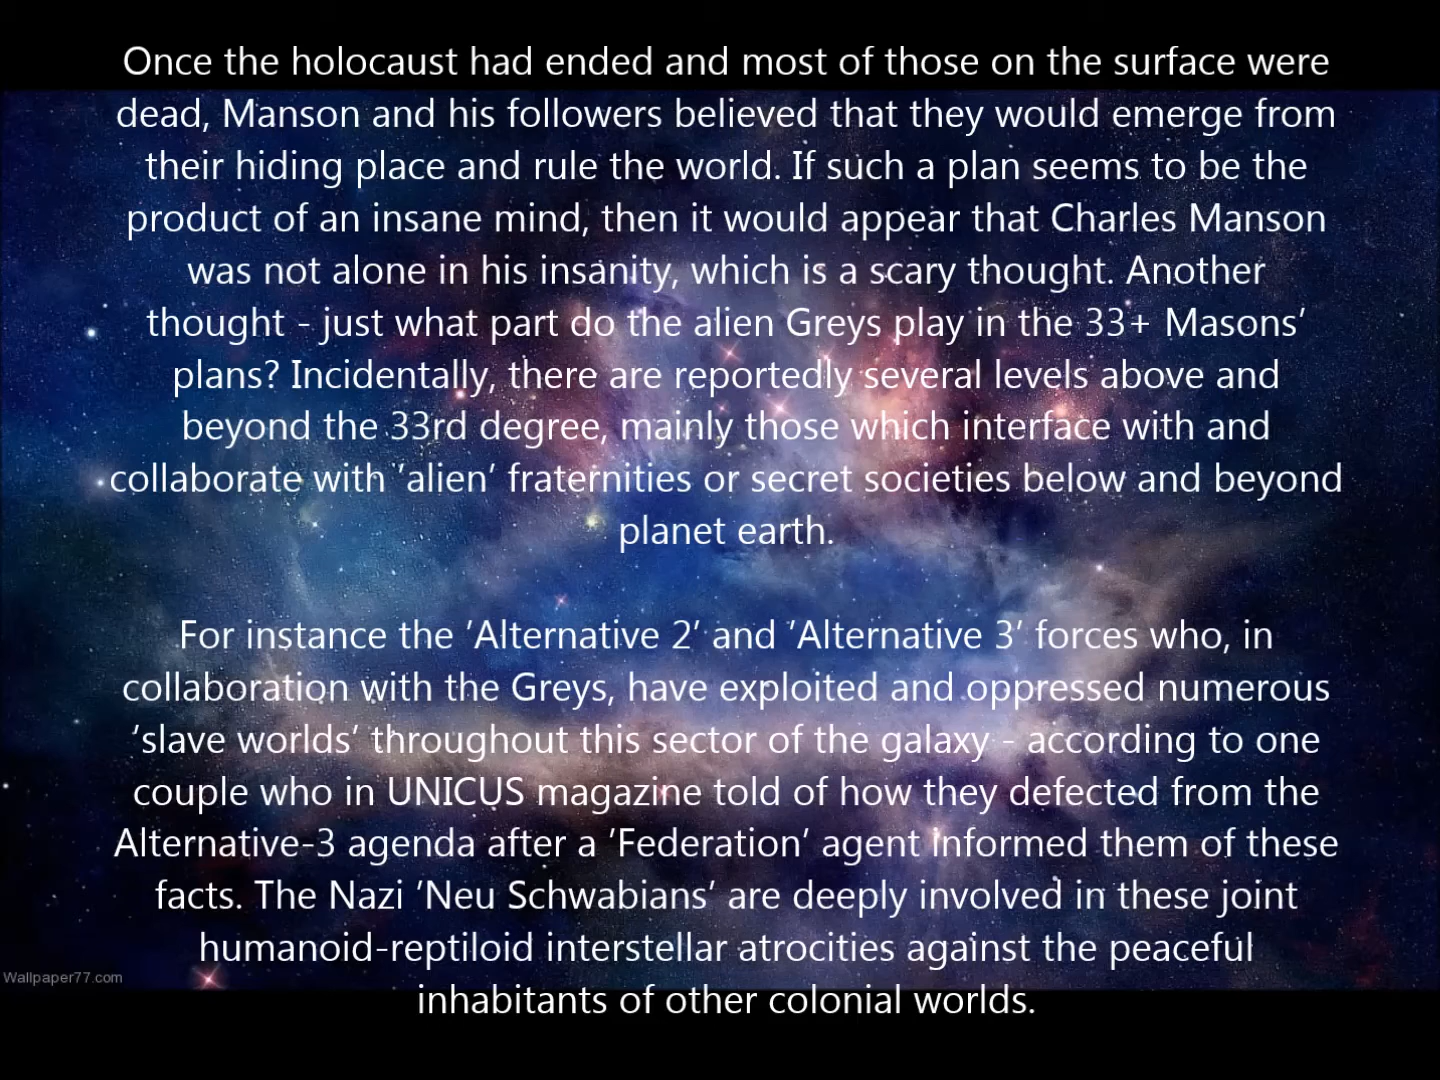 Once the holocaust had ended and most of those on the surface were
dead, Manson and his followers believed that they would emerge from
their hiding place and rule the world. If such a plan seems to be the
product of an insane mind, then it would appear that Charles Manson
was not alone in his insanity, which is a scary thought. Another
thought - just what part do the alien Greys play in the 33+ Masons’
plans? Incidentally, there are reportedly several levels above and
beyond the 33rd degree, mainly those which interface with and
collaborate with ’alien’ fraternities or secret societies below and beyond
planet earth.
For instance the ’Alternative 2’ and ’Alternative 3’ forces who, in
collaboration with the Greys, have exploited and oppressed numerous
’slave worlds’ throughout this sector of the galaxy - according to one
couple who in UNICUS magazine told of how they defected from the
Alternative-3 agenda after a ’Federation’ agent informed them of these
facts. The Nazi ’Neu Schwabians’ are deeply involved in these joint
humanoid-reptiloid interstellar atrocities against the peaceful
Wallpaper77.com
inhabitants of other colonial worlds.